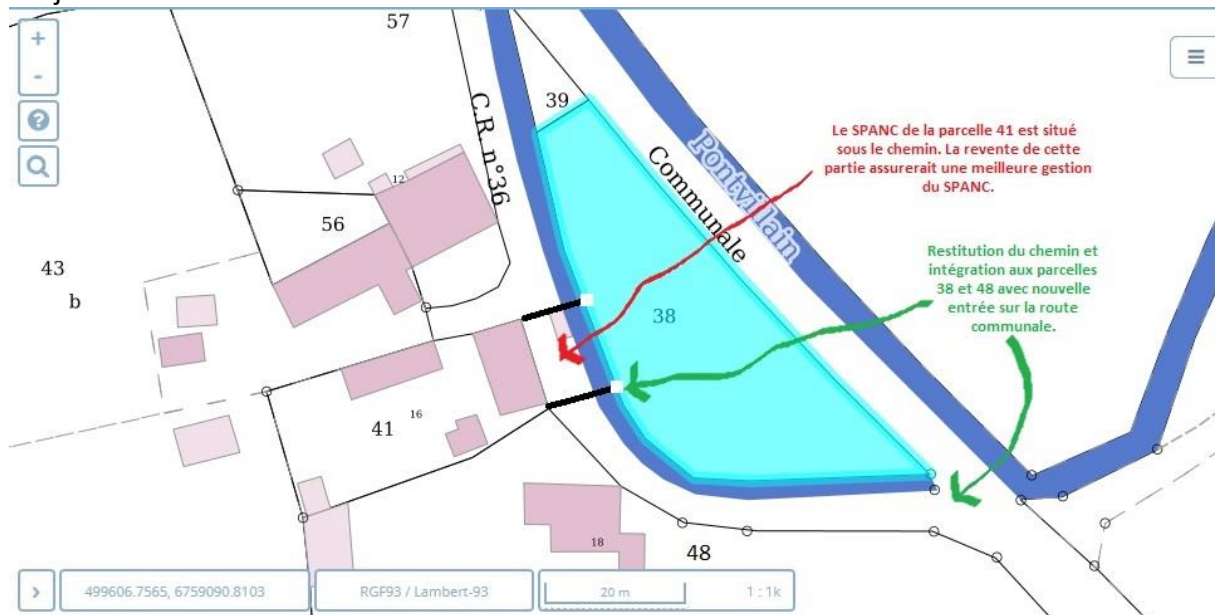 57
+
-
?
39
C.R. n°36
Communale
Pontvillain
Le SPANC de la parcelle 41 est situé
sous le chemin. La revente de cette
partie assurerait une meilleure gestion
du SPANC.
12
56
43
b
38
Restitution du chemin et
intégration aux parcelles
38 et 48 avec nouvelle
entrée sur la route
communale.
41
16
18
48
>
499606.7565, 6759090.8103
RGF93 / Lambert-93
20 m
1 : 1k